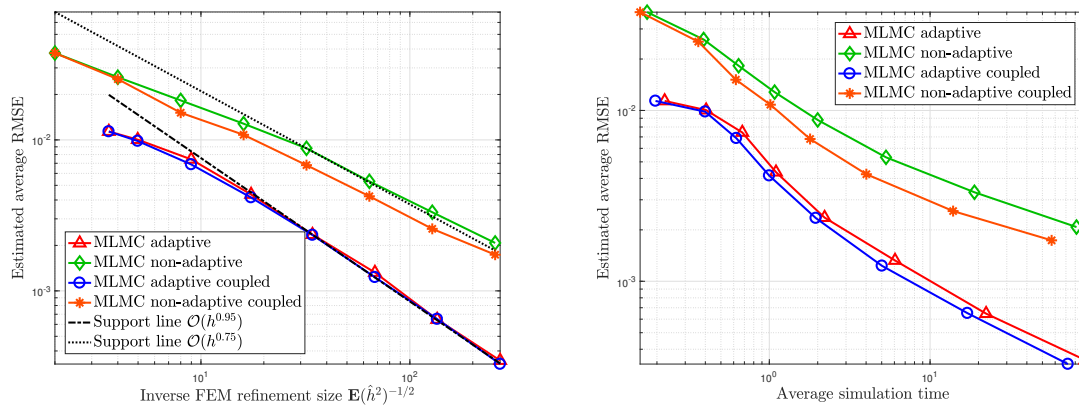 Estimated average RMSE
10^{-2}
10^{-3}
MLMC adaptive
MLMC non-adaptive
MLMC adaptive coupled
MLMC non-adaptive coupled
Support line O(h^{0.95})
Support line O(h^{0.75})
10^1
10^2
Inverse FEM refinement size E(ĥ^2)^{-1/2}
Estimated average RMSE
10^{-2}
10^{-3}
MLMC adaptive
MLMC non-adaptive
MLMC adaptive coupled
MLMC non-adaptive coupled
10^0
10^1
Average simulation time